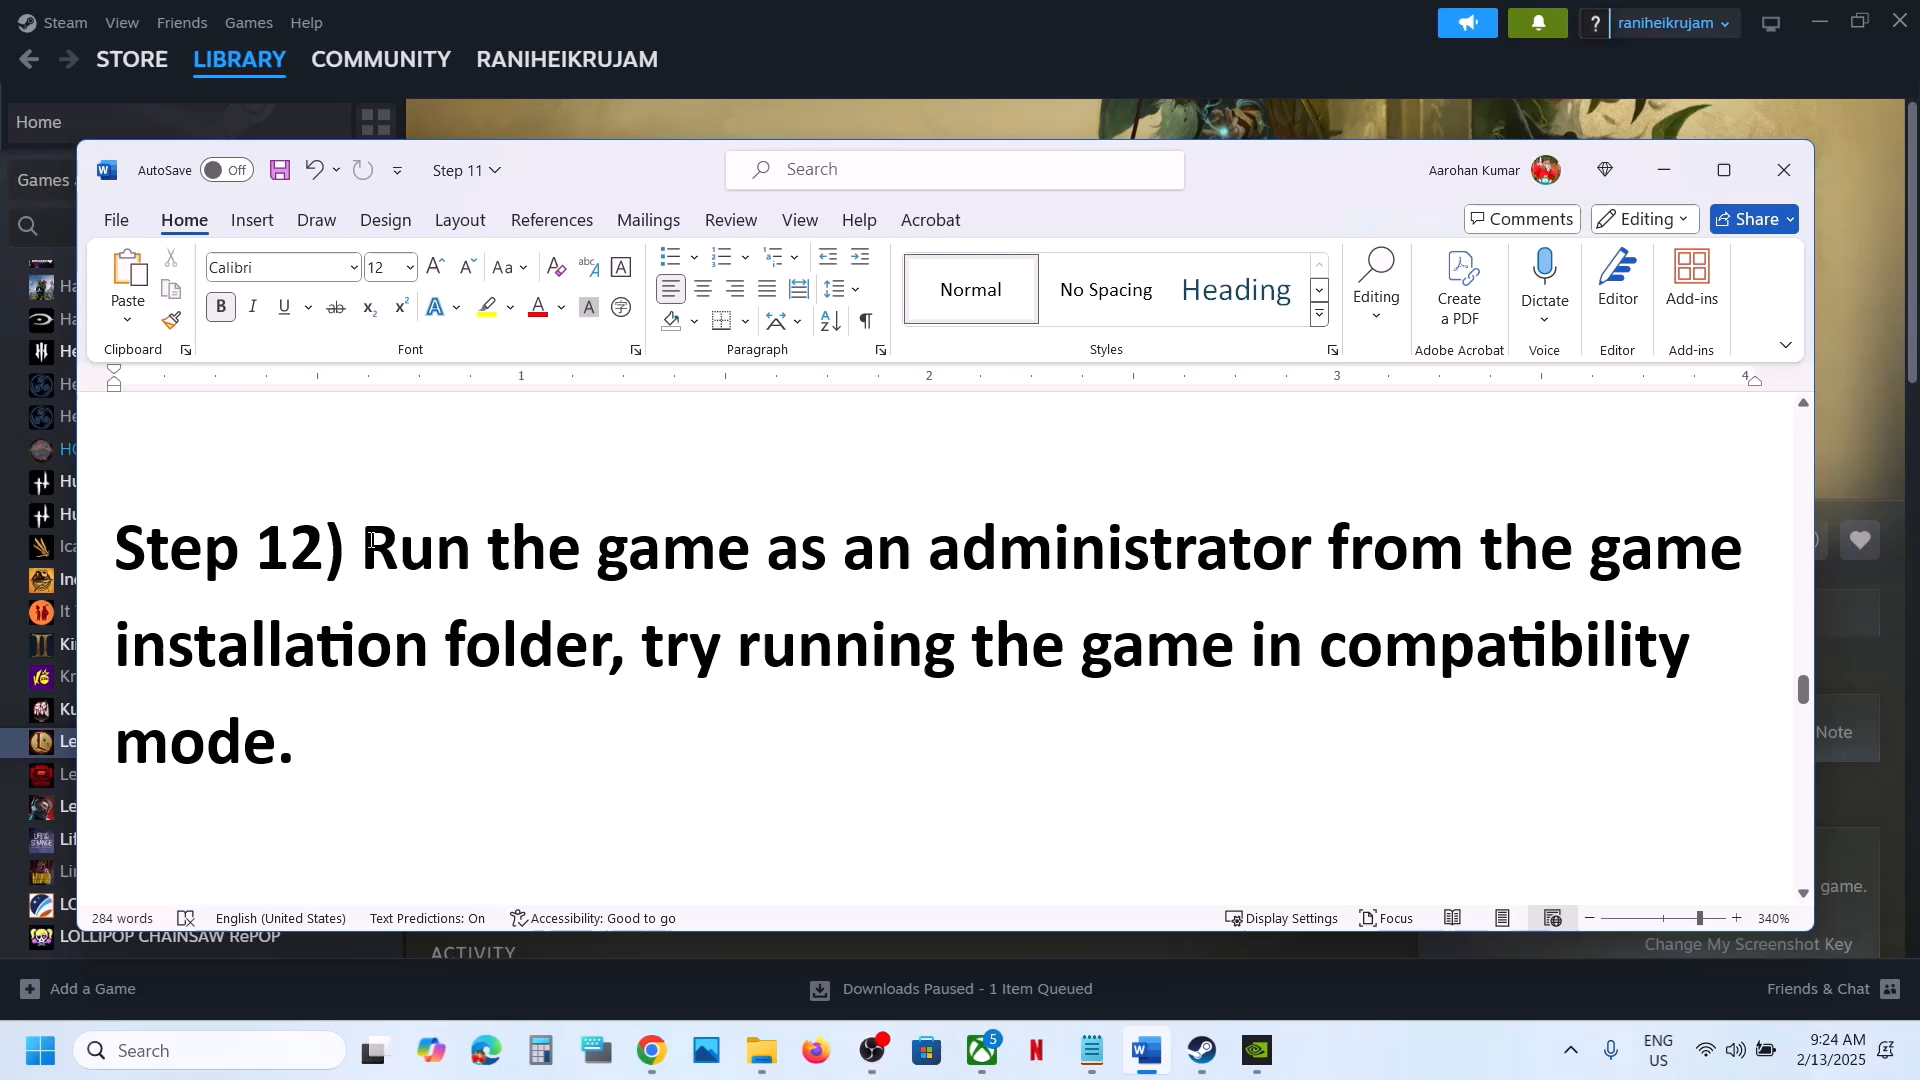 Steam View Friends Games Help
raniheikrujam
STORE LIBRARY COMMUNITY RANIHEIKRUJAM
Home
Games
AutoSave Off Step 11 Search Aarohan Kumar
File Home Insert Draw Design Layout References Mailings Review View Help Acrobat Comments Editing Share
Calibri 12
Paste
Normal No Spacing Heading
Editing
Create a PDF
Dictate
Editor
Add-ins
Clipboard Font Paragraph Styles Adobe Acrobat Voice Editor Add-ins
1 2 3 4
Step 12) Run the game as an administrator from the game
installation folder, try running the game in compatibility
mode.
Note
game.
284 words English (United States) Text Predictions: On Accessibility: Good to go Display Settings Focus 340%
LOLLIPOP CHAINSAW RePOP
ACTIVITY
Change My Screenshot Key
Add a Game Downloads Paused - 1 Item Queued Friends & Chat
Search 5 ENG US 9:24 AM 2/13/2025